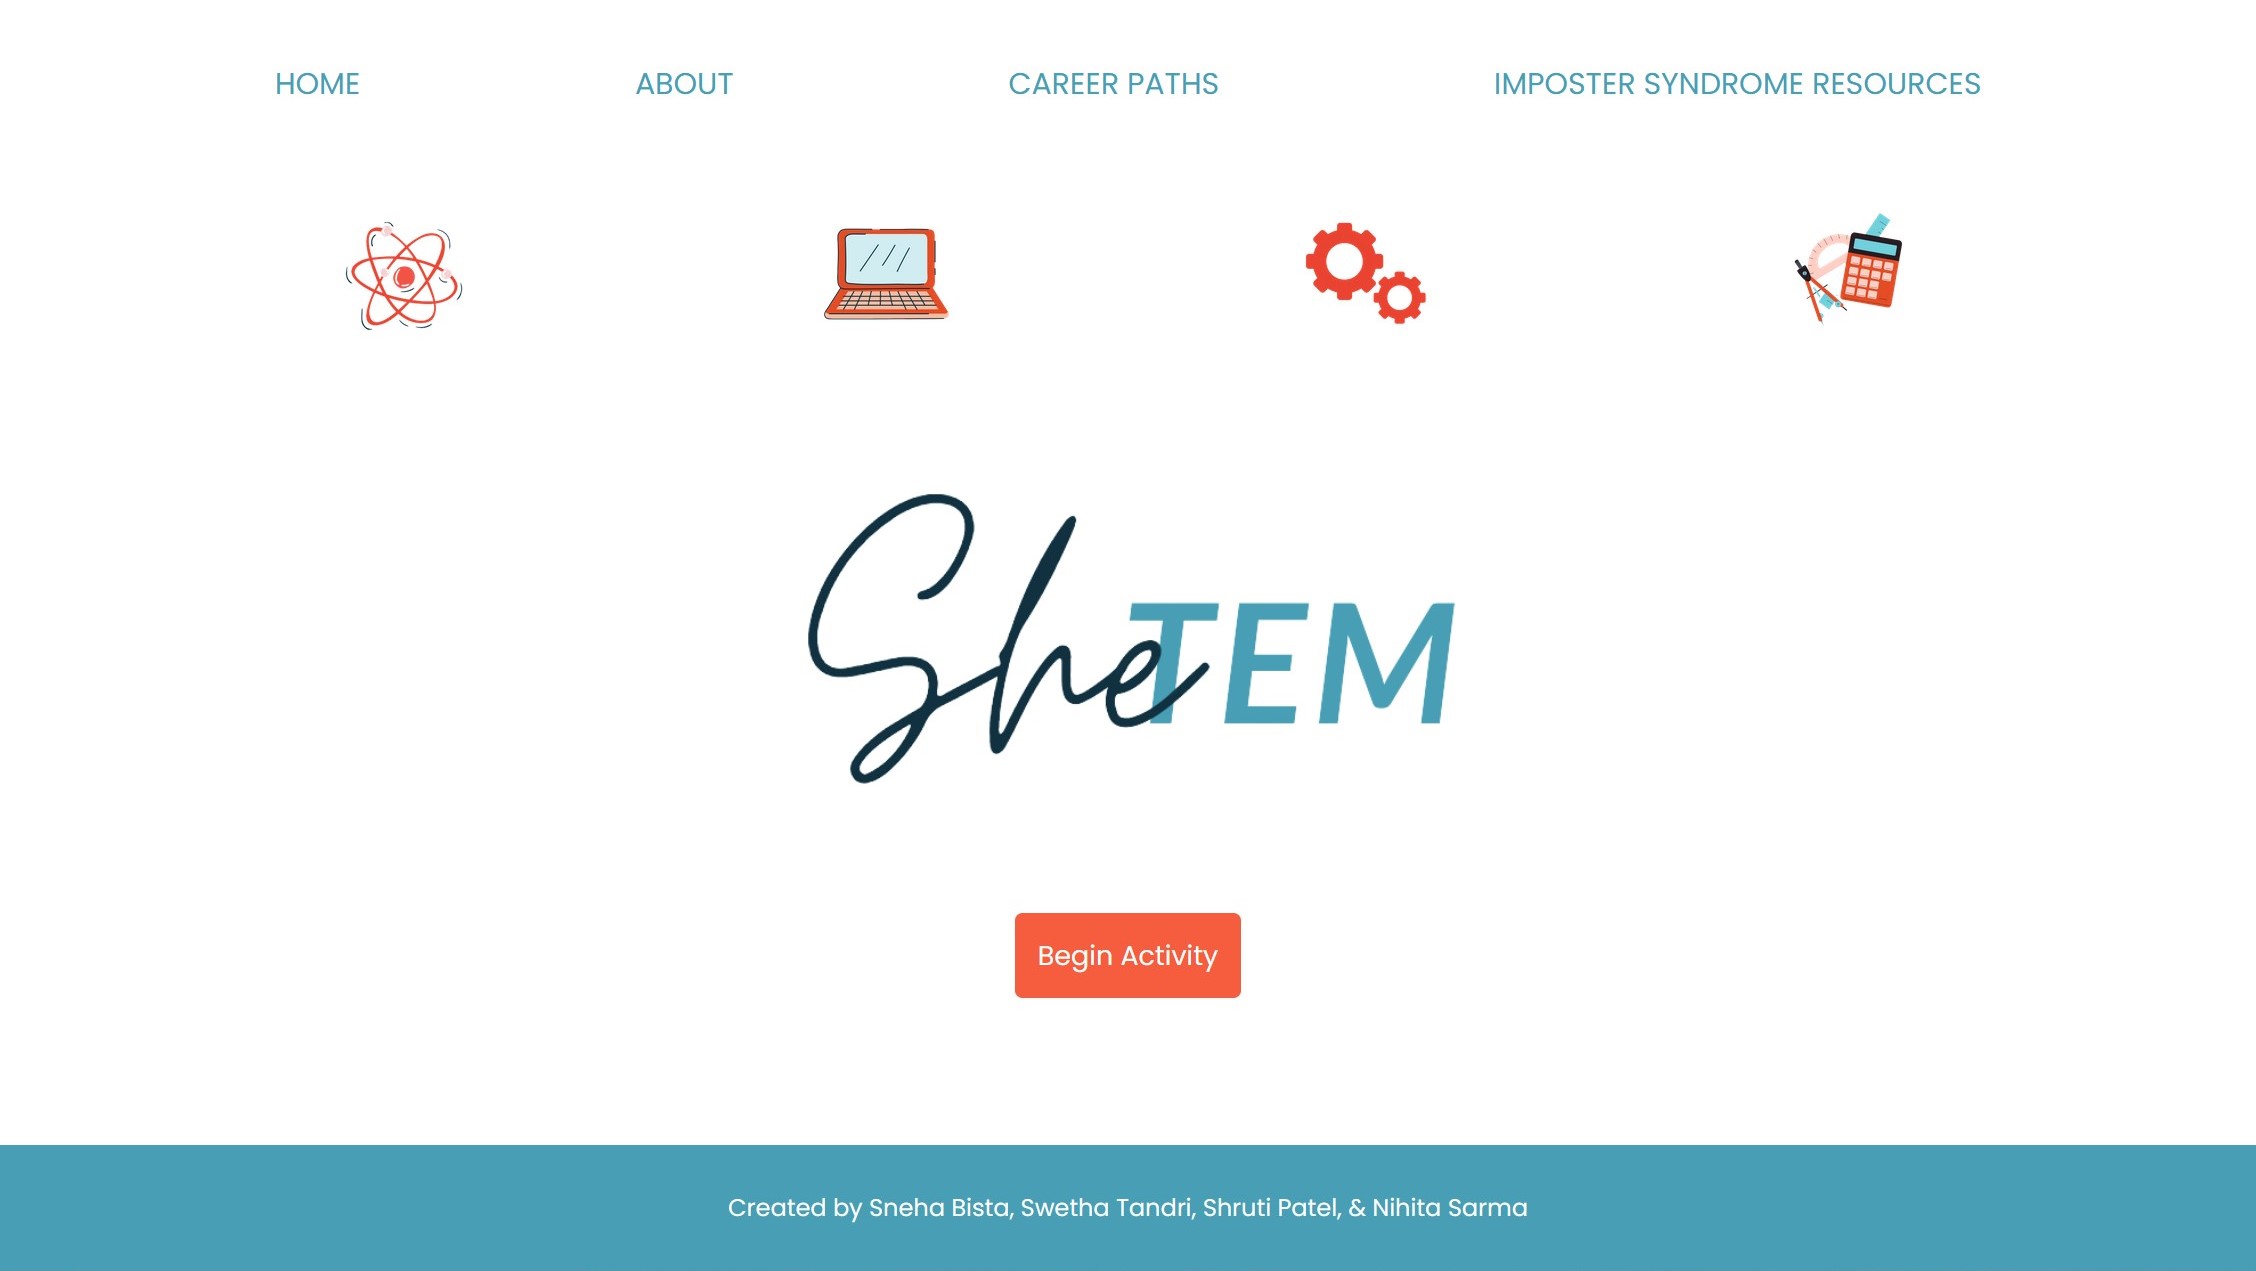 HOME ABOUT CAREER PATHS IMPOSTER SYNDROME RESOURCES
SheTEM
Begin Activity
Created by Sneha Bista, Swetha Tandri, Shruti Patel, & Nihita Sarma